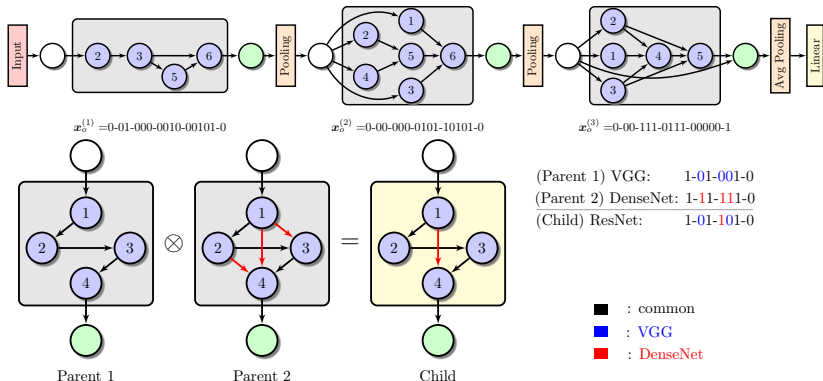 Input
2 3 5 6
Pooling
1 2 5 4 3 6
Pooling
2 1 4 5 3
Avg Pooling
Linear
x_o^(1) =0-01-000-0010-00101-0
x_o^(2) =0-00-000-0101-10101-0
x_o^(3) =0-00-111-0111-00000-1
1
2 3
4
Parent 1
⊗
1
2 3
4
Parent 2
=
1
2 3
4
Child
(Parent 1) VGG: 1-01-001-0
(Parent 2) DenseNet: 1-11-111-0
(Child) ResNet: 1-01-101-0
: common
: VGG
: DenseNet